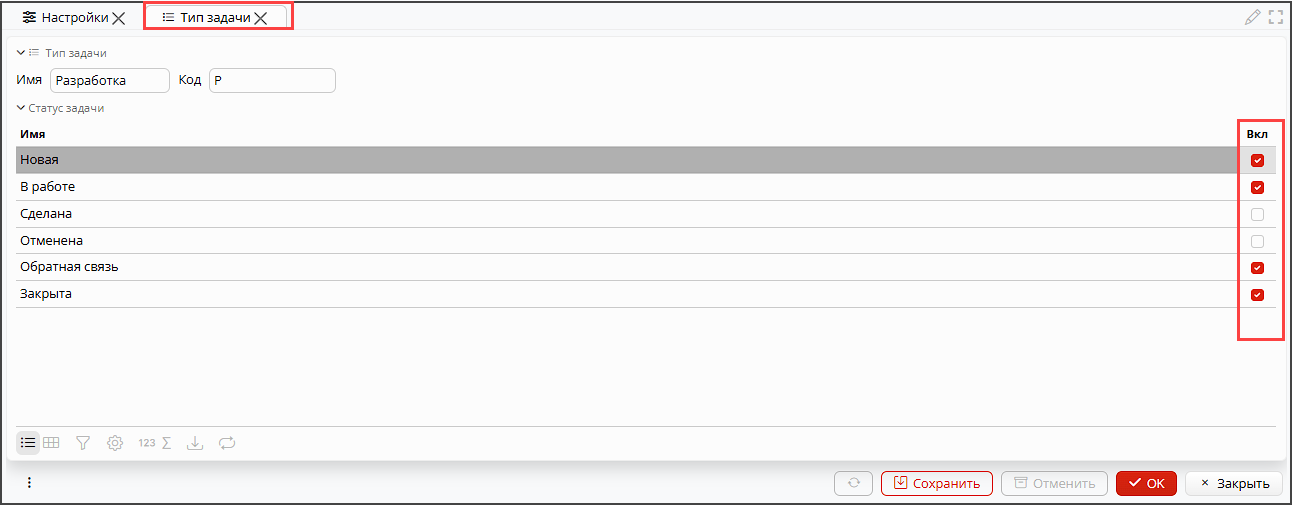 Настройки Тип задачи
Тип задачи
Имя Разработка Код Р
Статус задачи
Имя Вкл
Новая
В работе
Сделана
Отменена
Обратная связь
Закрыта
123 Σ
Сохранить Отменить OK Закрыть